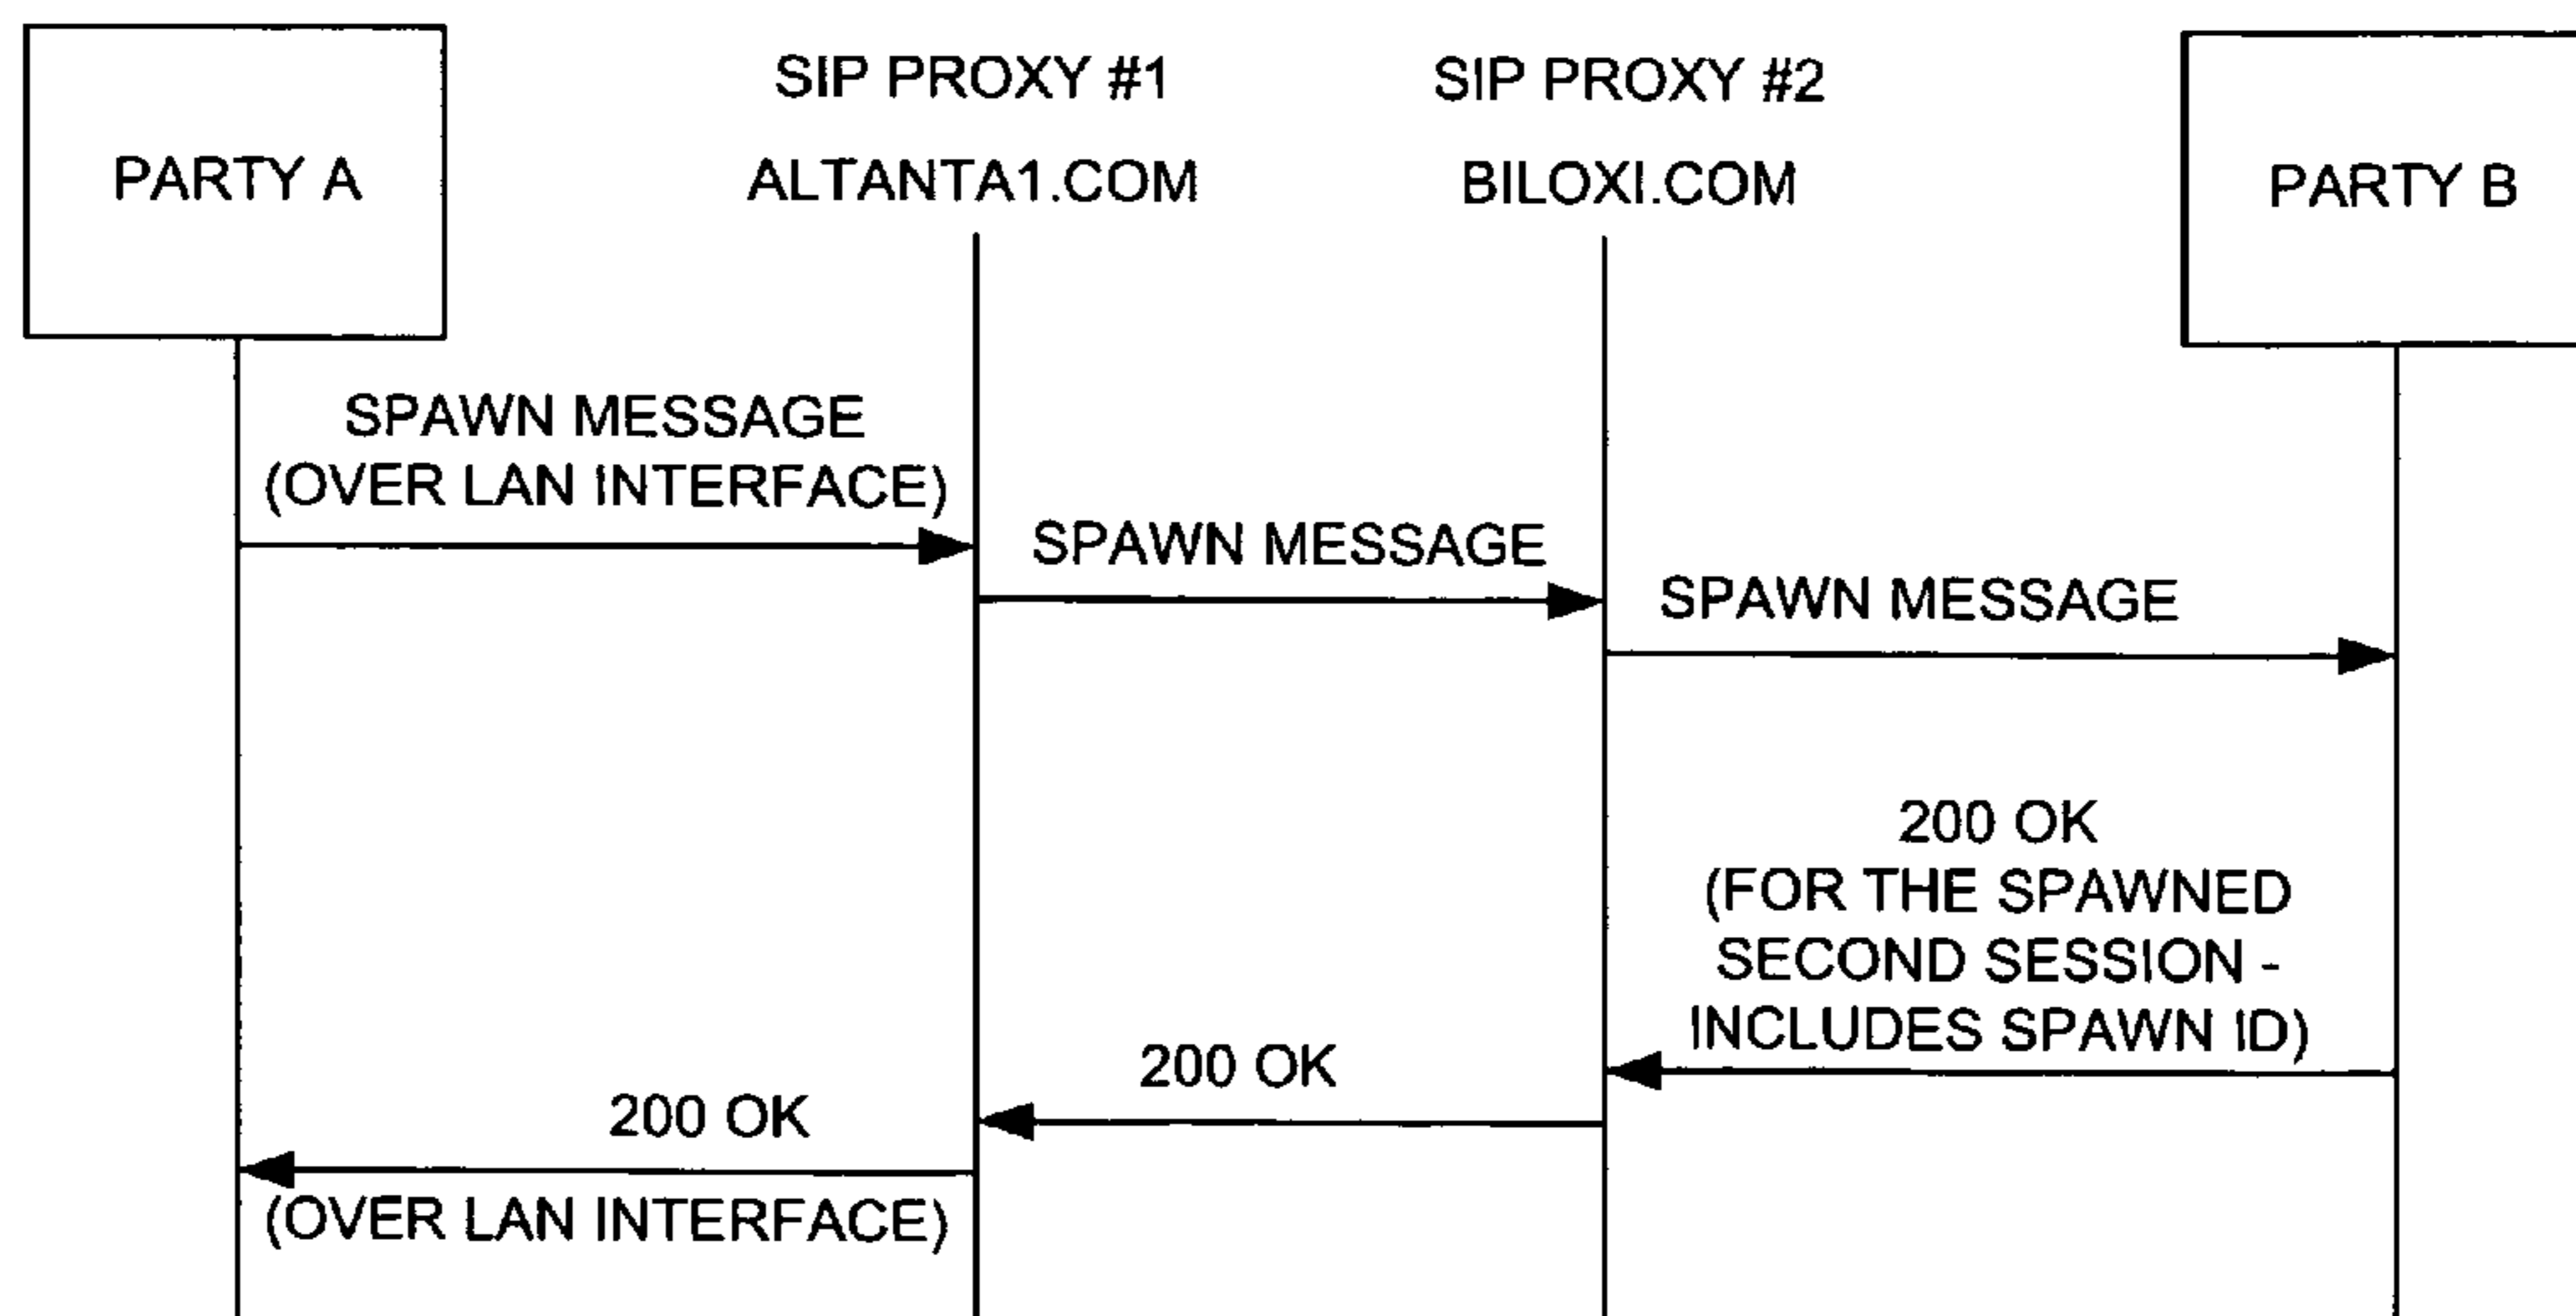 PARTY A
SIP PROXY #1
ALTANTA1.COM
SIP PROXY #2
BILOXI.COM
PARTY B
SPAWN MESSAGE
(OVER LAN INTERFACE)
SPAWN MESSAGE
SPAWN MESSAGE
200 OK
(FOR THE SPAWNED
SECOND SESSION -
INCLUDES SPAWN ID)
200 OK
200 OK
(OVER LAN INTERFACE)